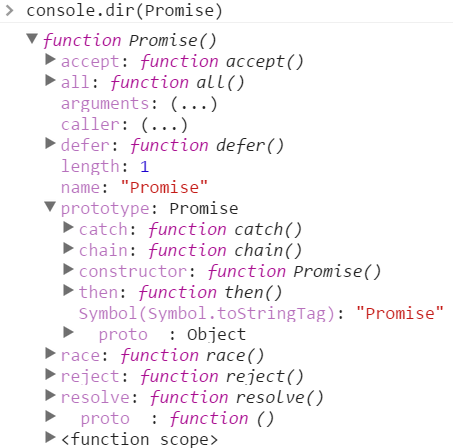 > console.dir(Promise)
▼ function Promise()
▶ accept: function accept()
▶ all: function all()
arguments: (...)
caller: (...)
▶ defer: function defer()
length: 1
name: "Promise"
▼ prototype: Promise
▶ catch: function catch()
▶ chain: function chain()
▶ constructor: function Promise()
▶ then: function then()
Symbol(Symbol.toStringTag): "Promise"
▶ proto : Object
▶ race: function race()
▶ reject: function reject()
▶ resolve: function resolve()
▶ proto : function ()
▶ <function scope>